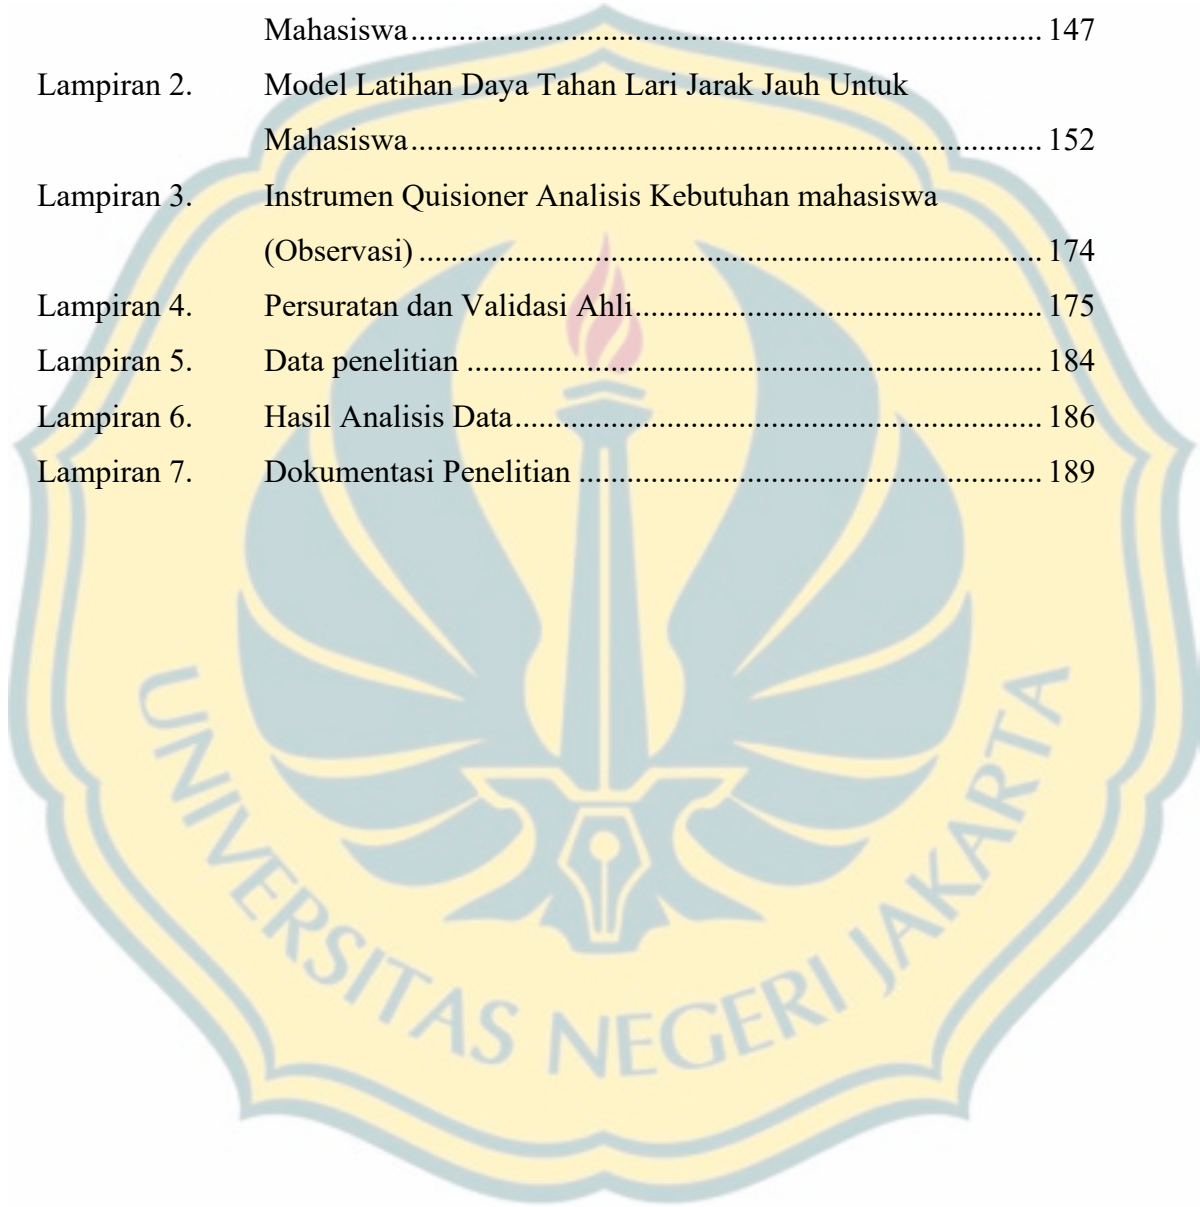 Mahasiswa.............................................................................. 147
Lampiran 2. Model Latihan Daya Tahan Lari Jarak Jauh Untuk
Mahasiswa.............................................................................. 152
Lampiran 3. Instrumen Quisioner Analisis Kebutuhan mahasiswa
(Observasi) ............................................................................. 174
Lampiran 4. Persuratan dan Validasi Ahli.................................................. 175
Lampiran 5. Data penelitian ....................................................................... 184
Lampiran 6. Hasil Analisis Data................................................................. 186
Lampiran 7. Dokumentasi Penelitian ......................................................... 189
UNIVERSITAS NEGERI JAKARTA